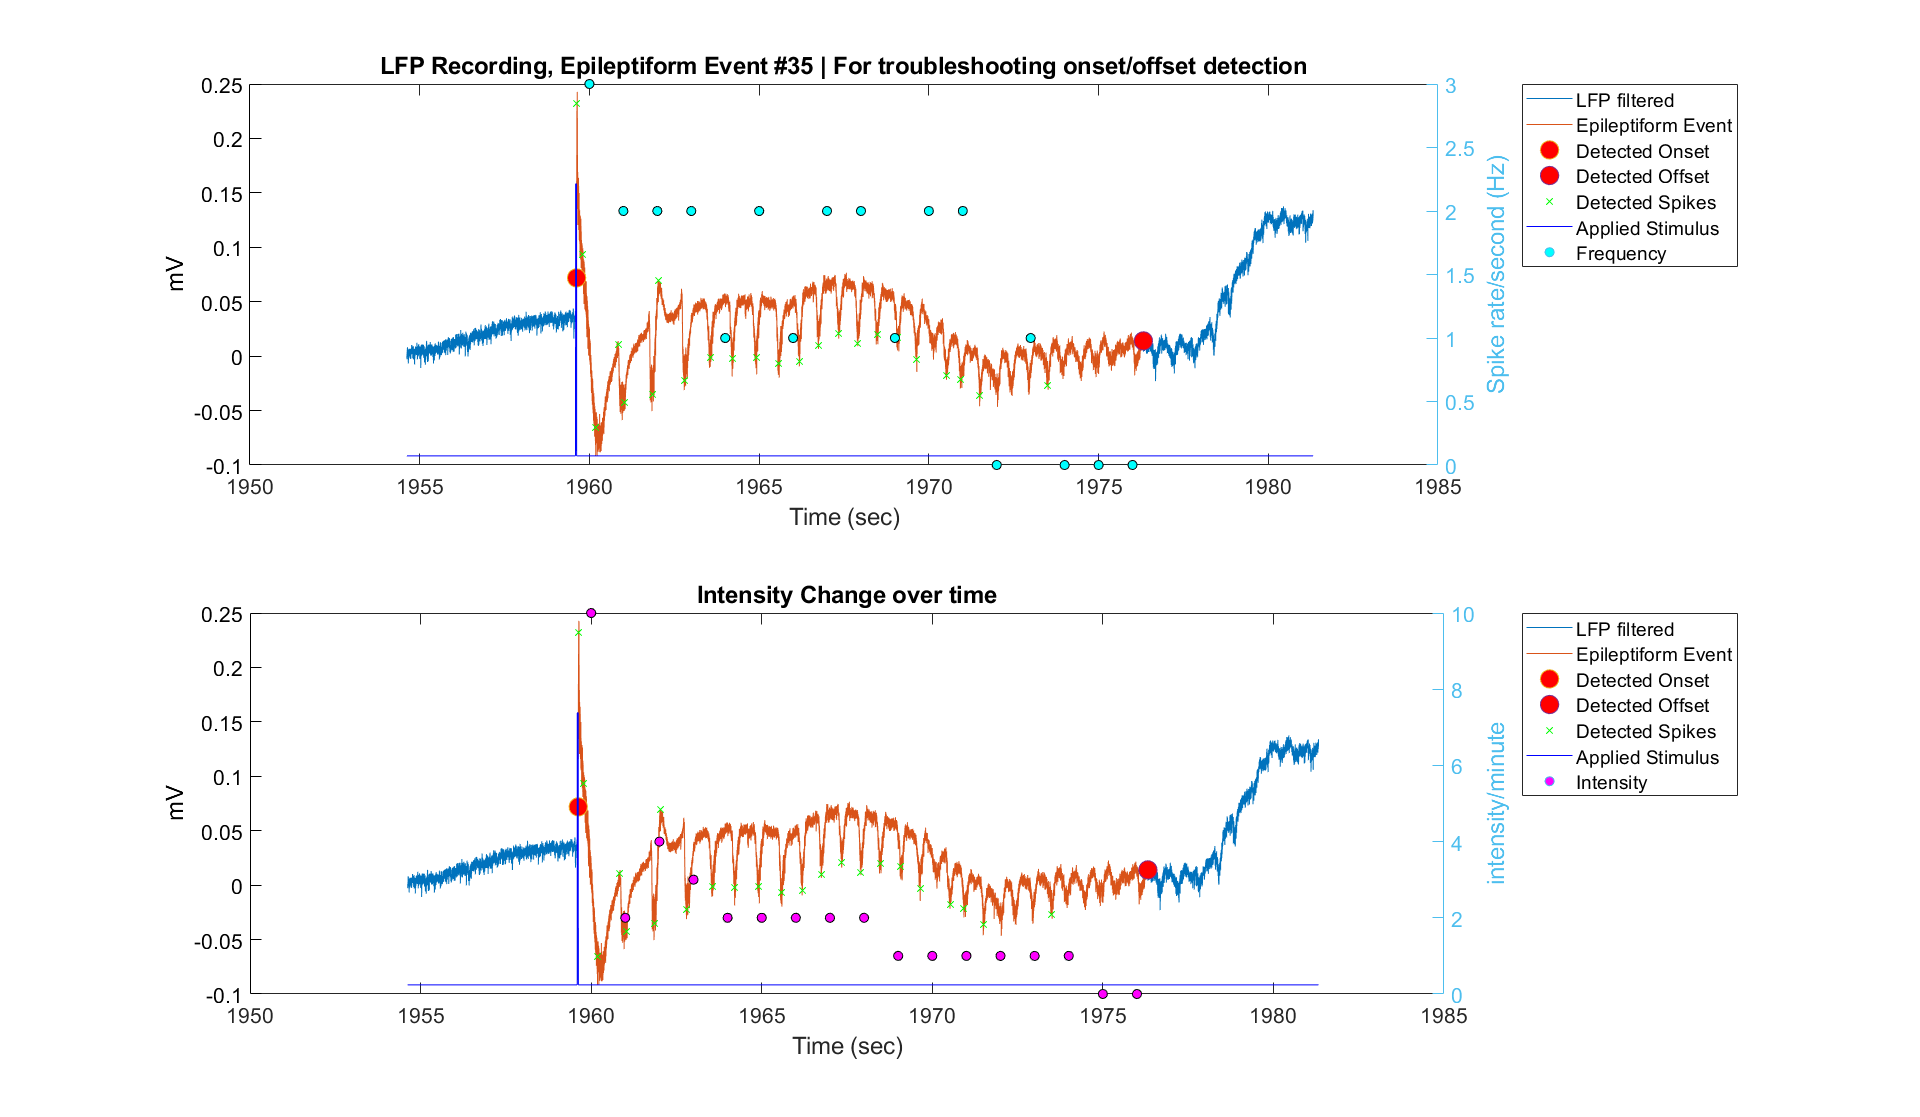 LFP Recording, Epileptiform Event #35 | For troubleshooting onset/offset detection
0.25
0.2
0.15
0.1
0.05
0
-0.05
-0.1
mV
1950 1955 1960 1965 1970 1975 1980 1985
Time (sec)
3
2.5
2
1.5
1
0.5
0
Spike rate/second (Hz)
LFP filtered
Epileptiform Event
Detected Onset
Detected Offset
Detected Spikes
Applied Stimulus
Frequency
Intensity Change over time
0.25
0.2
0.15
0.1
0.05
0
-0.05
-0.1
mV
1950 1955 1960 1965 1970 1975 1980 1985
Time (sec)
10
8
6
4
2
0
intensity/minute
LFP filtered
Epileptiform Event
Detected Onset
Detected Offset
Detected Spikes
Applied Stimulus
Intensity